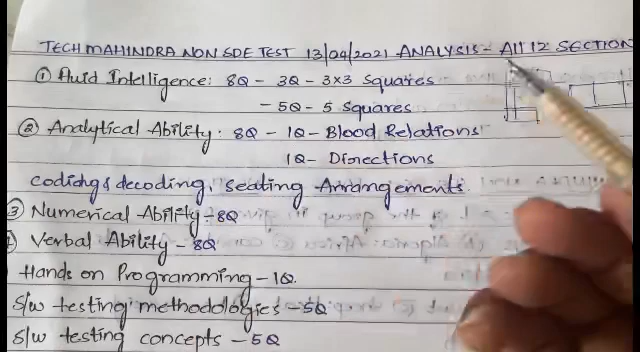 TECH MAHINDRA NON SDE TEST 13/04/2021 ANALYSIS - All 12 SECTION
① Fluid Intelligence: 8Q - 3Q - 3×3 Squares
- 5Q - 5 Squares
② Analytical Ability: 8Q - 1Q - Blood Relations
1Q - Directions
coding & decoding, seating Arrangements.
③ Numerical Ability - 8Q
Verbal Ability - 8Q
Hands on Programming - 1Q.
S/w testing methodologies - 5Q
S/w testing concepts - 5Q